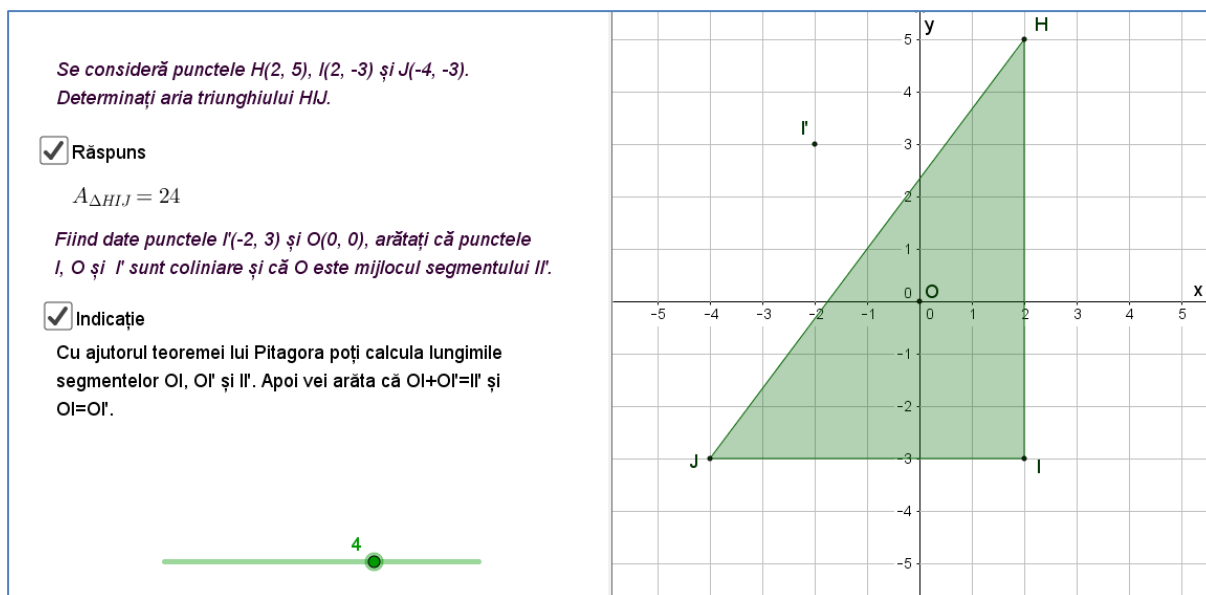 Se consideră punctele H(2, 5), I(2, -3) și J(-4, -3).
Determinați aria triunghiului HIJ.
Răspuns
A_{ΔHIJ} = 24
Fiind date punctele I'(-2, 3) și O(0, 0), arătați că punctele
I, O și I' sunt coliniare și că O este mijlocul segmentului II'.
Indicație
Cu ajutorul teoremei lui Pitagora poți calcula lungimile
segmentelor OI, OI' și II'. Apoi vei arăta că OI+OI'=II' și
OI=OI'.
4
y
H
5
4
I'
3
2
1
0
O
x
-5 -4 -3 -2 -1 0 1 2 3 4 5
-1
-2
J
-3
I
-4
-5